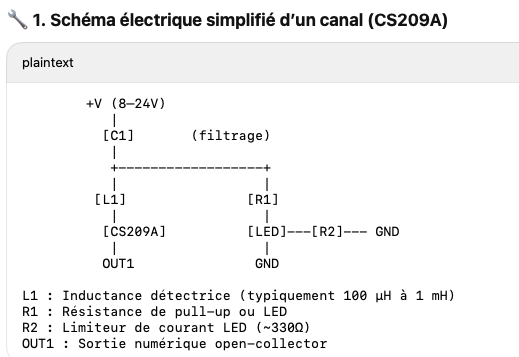 🔧 1. Schéma électrique simplifié d’un canal (CS209A)
plaintext
+V (8–24V)
|
[C1] (filtrage)
|
+-------------------+
| |
[L1] [R1]
| |
[CS209A] [LED]---[R2]--- GND
| |
OUT1 GND
L1 : Inductance détectrice (typiquement 100 µH à 1 mH)
R1 : Résistance de pull-up ou LED
R2 : Limiteur de courant LED (~330Ω)
OUT1 : Sortie numérique open-collector